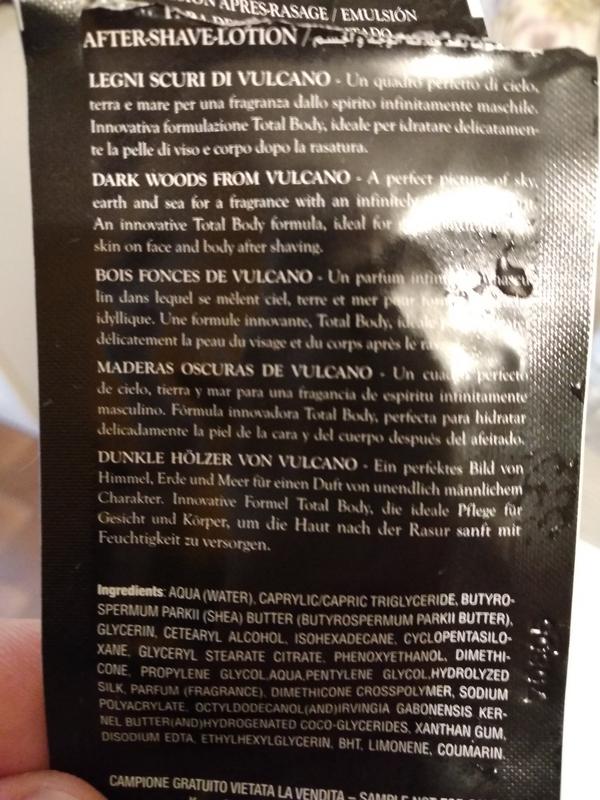 APRÈS-RASAGE / EMULSIÓN
AFTER-SHAVE-LOTION /
LEGNI SCURI DI VULCANO - Un quadro perfetto di cielo,
terra e mare per una fragranza dallo spirito infinitamente maschile.
Innovativa formulazione Total Body, ideale per idratare delicatamen-
te la pelle di viso e corpo dopo la rasatura.
DARK WOODS FROM VULCANO - A perfect picture of sky,
earth and sea for a fragrance with an
An innovative Total Body formula, ideal for
skin on face and body after shaving.
BOIS FONCES DE VULCANO - Un parfum
lin dans lequel se mêlent ciel, terre et mer pour
idyllique. Une formule innovante, Total Body,
délicatement la peau du visage et du corps après le
MADERAS OSCURAS DE VULCANO - Un cuadro perfecto
de cielo, tierra y mar para una fragancia de espíritu infinitamente
masculino. Fórmula innovadora Total Body, perfecta para hidratar
delicadamente la piel de la cara y del cuerpo después del afeitado.
DUNKLE HÖLZER VON VULCANO - Ein perfektes Bild von
Himmel, Erde und Meer für einen Duft von unendlich männlichem
Charakter. Innovative Formel Total Body, die ideale Pflege für
Gesicht und Körper, um die Haut nach der Rasur sanft mit
Feuchtigkeit zu versorgen.
Ingredients: AQUA (WATER), CAPRYLIC/CAPRIC TRIGLYCERIDE, BUTYRO-
SPERMUM PARKII (SHEA) BUTTER (BUTYROSPERMUM PARKII BUTTER),
GLYCERIN, CETEARYL ALCOHOL, ISOHEXADECANE, CYCLOPENTASILO-
XANE, GLYCERYL STEARATE CITRATE, PHENOXYETHANOL, DIMETHI-
CONE, PROPYLENE GLYCOL,AQUA,PENTYLENE GLYCOL,HYDROLYZED
SILK, PARFUM (FRAGRANCE), DIMETHICONE CROSSPOLYMER, SODIUM
POLYACRYLATE, OCTYLDODECANOL(AND)IRVINGIA GABONENSIS KER-
NEL BUTTER(AND)HYDROGENATED COCO-GLYCERIDES, XANTHAN GUM,
DISODIUM EDTA, ETHYLHEXYLGLYCERIN, BHT, LIMONENE, COUMARIN.
CAMPIONE GRATUITO VIETATA LA VENDITA – SAMPLE NOT FOR